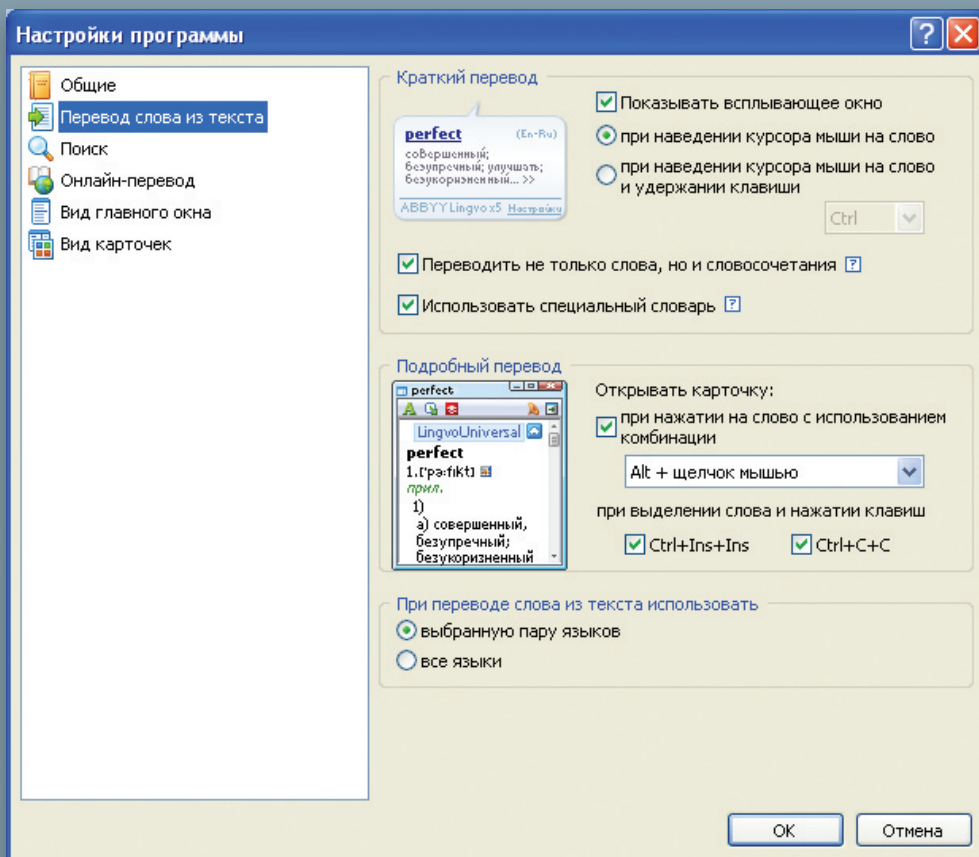 Настройки программы
Общие
Перевод слова из текста
Поиск
Онлайн-перевод
Вид главного окна
Вид карточек
Краткий перевод
perfect (En-Ru)
совершенный;
безупречный; улучшать;
безукоризненный... >>
ABBYY Lingvo x5 Настройки
Показывать всплывающее окно
при наведении курсора мыши на слово
при наведении курсора мыши на слово
и удержании клавиши
Ctrl
Переводить не только слова, но и словосочетания ?
Использовать специальный словарь ?
Подробный перевод
perfect
LingvoUniversal
perfect
1.['pɜ:fɪkt]
прил.
1)
а) совершенный,
безупречный;
безукоризненный
Открывать карточку:
при нажатии на слово с использованием
комбинации
Alt + щелчок мышью
при выделении слова и нажатии клавиш
Ctrl+Ins+Ins Ctrl+C+C
При переводе слова из текста использовать
выбранную пару языков
все языки
OK Отмена